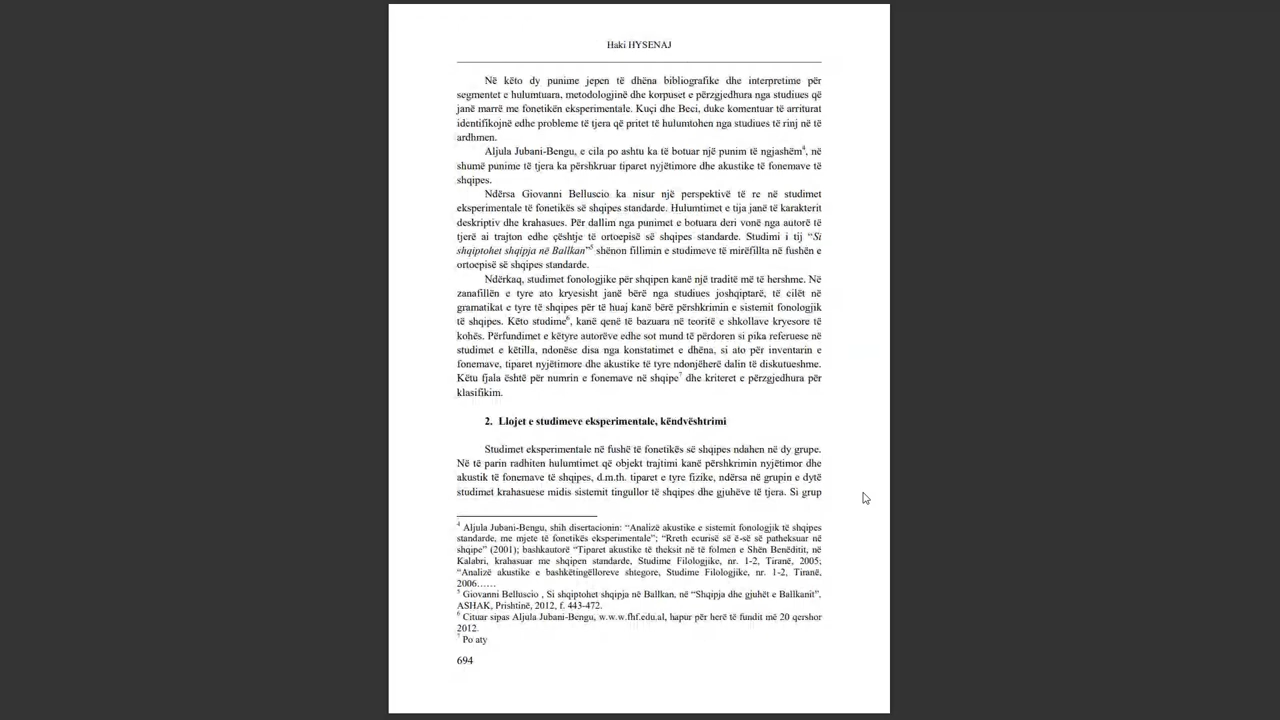 Haki HYSENAJ
Në këto dy punime jepen të dhëna bibliografike dhe interpretime për
segmentet e hulumtuara, metodologjinë dhe korpuset e përzgjedhura nga studiues që
janë marrë me fonetikën eksperimentale. Kuçi dhe Beci, duke komentuar të arriturat
identifikojnë edhe probleme të tjera që pritet të hulumtohen nga studiues të rinj në të
ardhmen.
Aljula Jubani-Bengu, e cila po ashtu ka të botuar një punim të ngjashëm4, në
shumë punime të tjera ka përshkruar tiparet nyjëtimore dhe akustike të fonemave të
shqipes.
Ndërsa Giovanni Belluscio ka nisur një perspektivë të re në studimet
eksperimentale të fonetikës së shqipes standarde. Hulumtimet e tija janë të karakterit
deskriptiv dhe krahasues. Për dallim nga punimet e botuara deri vonë nga autorë të
tjerë ai trajton edhe çështje të ortoepisë së shqipes standarde. Studimi i tij “Si
shqiptohet shqipja në Ballkan”5 shënon fillimin e studimeve të mirëfillta në fushën e
ortoepisë së shqipes standarde.
Ndërkaq, studimet fonologjike për shqipen kanë një traditë më të hershme. Në
zanafillën e tyre ato kryesisht janë bërë nga studiues joshqiptarë, të cilët në
gramatikat e tyre të shqipes për të huaj kanë bërë përshkrimin e sistemit fonologjik
të shqipes. Këto studime6, kanë qenë të bazuara në teoritë e shkollave kryesore të
kohës. Përfundimet e këtyre autorëve edhe sot mund të përdoren si pika referuese në
studimet e këtilla, ndonëse disa nga konstatimet e dhëna, si ato për inventarin e
fonemave, tiparet nyjëtimore dhe akustike të tyre ndonjëherë dalin të diskutueshme.
Këtu fjala është për numrin e fonemave në shqipe7 dhe kriteret e përzgjedhura për
klasifikim.
2. Llojet e studimeve eksperimentale, këndvështrimi
Studimet eksperimentale në fushë të fonetikës së shqipes ndahen në dy grupe.
Në të parin radhiten hulumtimet që objekt trajtimi kanë përshkrimin nyjëtimor dhe
akustik të fonemave të shqipes, d.m.th. tiparet e tyre fizike, ndërsa në grupin e dytë
studimet krahasuese midis sistemit tingullor të shqipes dhe gjuhëve të tjera. Si grup
4 Aljula Jubani-Bengu, shih disertacionin: “Analizë akustike e sistemit fonologjik të shqipes
standarde, me mjete të fonetikës eksperimentale”; “Rreth ecurisë së ë-së së patheksuar në
shqipe” (2001); bashkautorë “Tiparet akustike të theksit në të folmen e Shën Benëditit, në
Kalabri, krahasuar me shqipen standarde, Studime Filologjike, nr. 1-2, Tiranë, 2005;
“Analizë akustike e bashkëtingëlloreve shtegore, Studime Filologjike, nr. 1-2, Tiranë,
2006……
5 Giovanni Belluscio , Si shqiptohet shqipja në Ballkan, në “Shqipja dhe gjuhët e Ballkanit”,
ASHAK, Prishtinë, 2012, f. 443-472.
6 Cituar sipas Aljula Jubani-Bengu, w.w.w.fhf.edu.al, hapur për herë të fundit më 20 qershor
2012.
7 Po aty
694